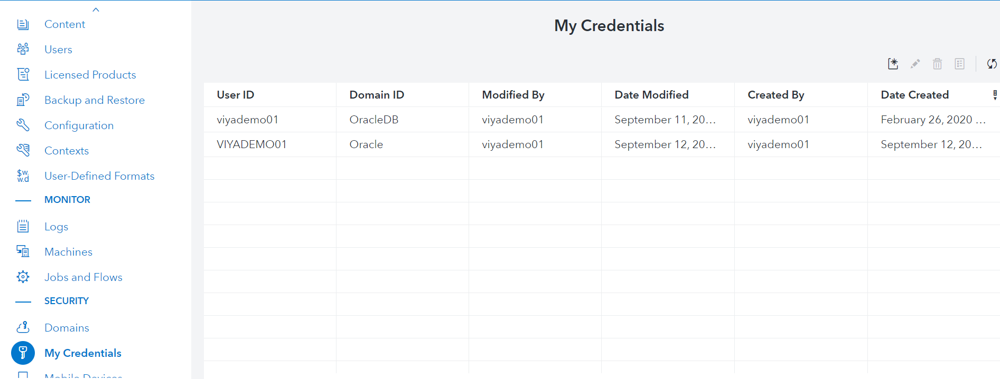 Content
Users
Licensed Products
Backup and Restore
Configuration
Contexts
$w. w.d User-Defined Formats
MONITOR
Logs
Machines
Jobs and Flows
SECURITY
Domains
My Credentials
Mobile Devices
My Credentials
User ID Domain ID Modified By Date Modified Created By Date Created
viyademo01 OracleDB viyademo01 September 11, 20... viyademo01 February 26, 2020 ...
VIYADEMO01 Oracle viyademo01 September 12, 20... viyademo01 September 12, 20...